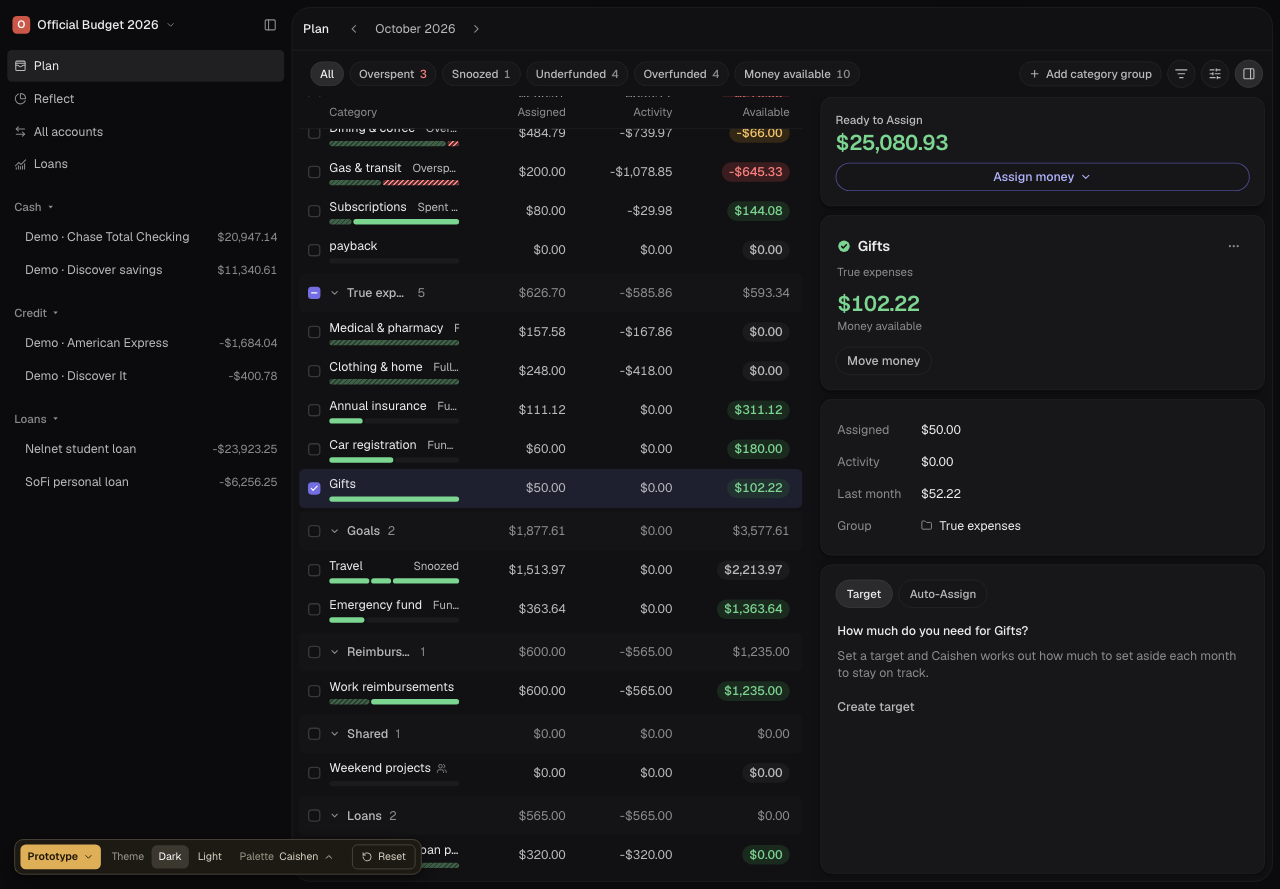 O Official Budget 2026
Plan
Reflect
All accounts
Loans
Cash
Demo · Chase Total Checking $20,947.14
Demo · Discover savings $11,340.61
Credit
Demo · American Express -$1,684.04
Demo · Discover It -$400.78
Loans
Nelnet student loan -$23,923.25
SoFi personal loan -$6,256.25
Plan October 2026
All Overspent 3 Snoozed 1 Underfunded 4 Overfunded 4 Money available 10 + Add category group
Category Assigned Activity Available
Dining & coffee Over... $484.79 -$739.97 -$66.00
Gas & transit Oversp... $200.00 -$1,078.85 -$645.33
Subscriptions Spent ... $80.00 -$29.98 $144.08
payback $0.00 $0.00 $0.00
True exp... 5 $626.70 -$585.86 $593.34
Medical & pharmacy F $157.58 -$167.86 $0.00
Clothing & home Full... $248.00 -$418.00 $0.00
Annual insurance Fu... $111.12 $0.00 $311.12
Car registration Fun... $60.00 $0.00 $180.00
Gifts $50.00 $0.00 $102.22
Goals 2 $1,877.61 $0.00 $3,577.61
Travel Snoozed $1,513.97 $0.00 $2,213.97
Emergency fund Fun... $363.64 $0.00 $1,363.64
Reimburs... 1 $600.00 -$565.00 $1,235.00
Work reimbursements $600.00 -$565.00 $1,235.00
Shared 1 $0.00 $0.00 $0.00
Weekend projects $0.00 $0.00 $0.00
Loans 2 $565.00 -$565.00 $0.00
oan p... $320.00 -$320.00 $0.00
Ready to Assign
$25,080.93
Assign money
Gifts
True expenses
$102.22
Money available
Move money
Assigned $50.00
Activity $0.00
Last month $52.22
Group True expenses
Target Auto-Assign
How much do you need for Gifts?
Set a target and Caishen works out how much to set aside each month
to stay on track.
Create target
Prototype Theme Dark Light Palette Caishen Reset